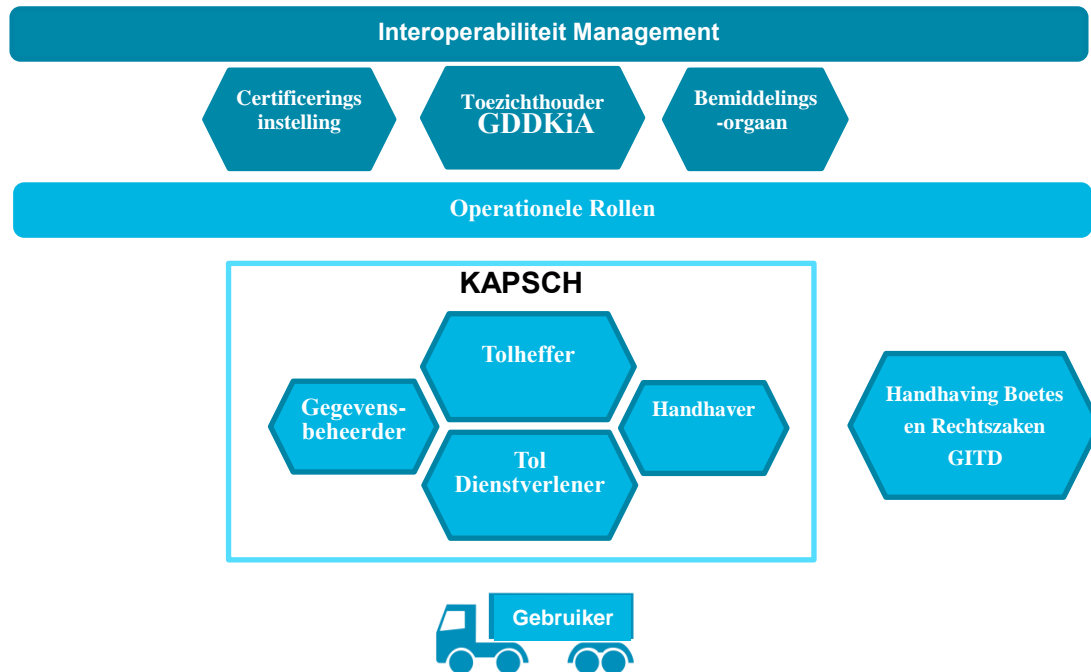 Interoperabiliteit Management
Certificerings
instelling
Toezichthouder
GDDKiA
Bemiddelings
-orgaan
Operationele Rollen
KAPSCH
Tolheffer
Gegevens-
beheerder
Handhaver
Tol
Dienstverlener
Handhaving Boetes
en Rechtszaken
GITD
Gebruiker